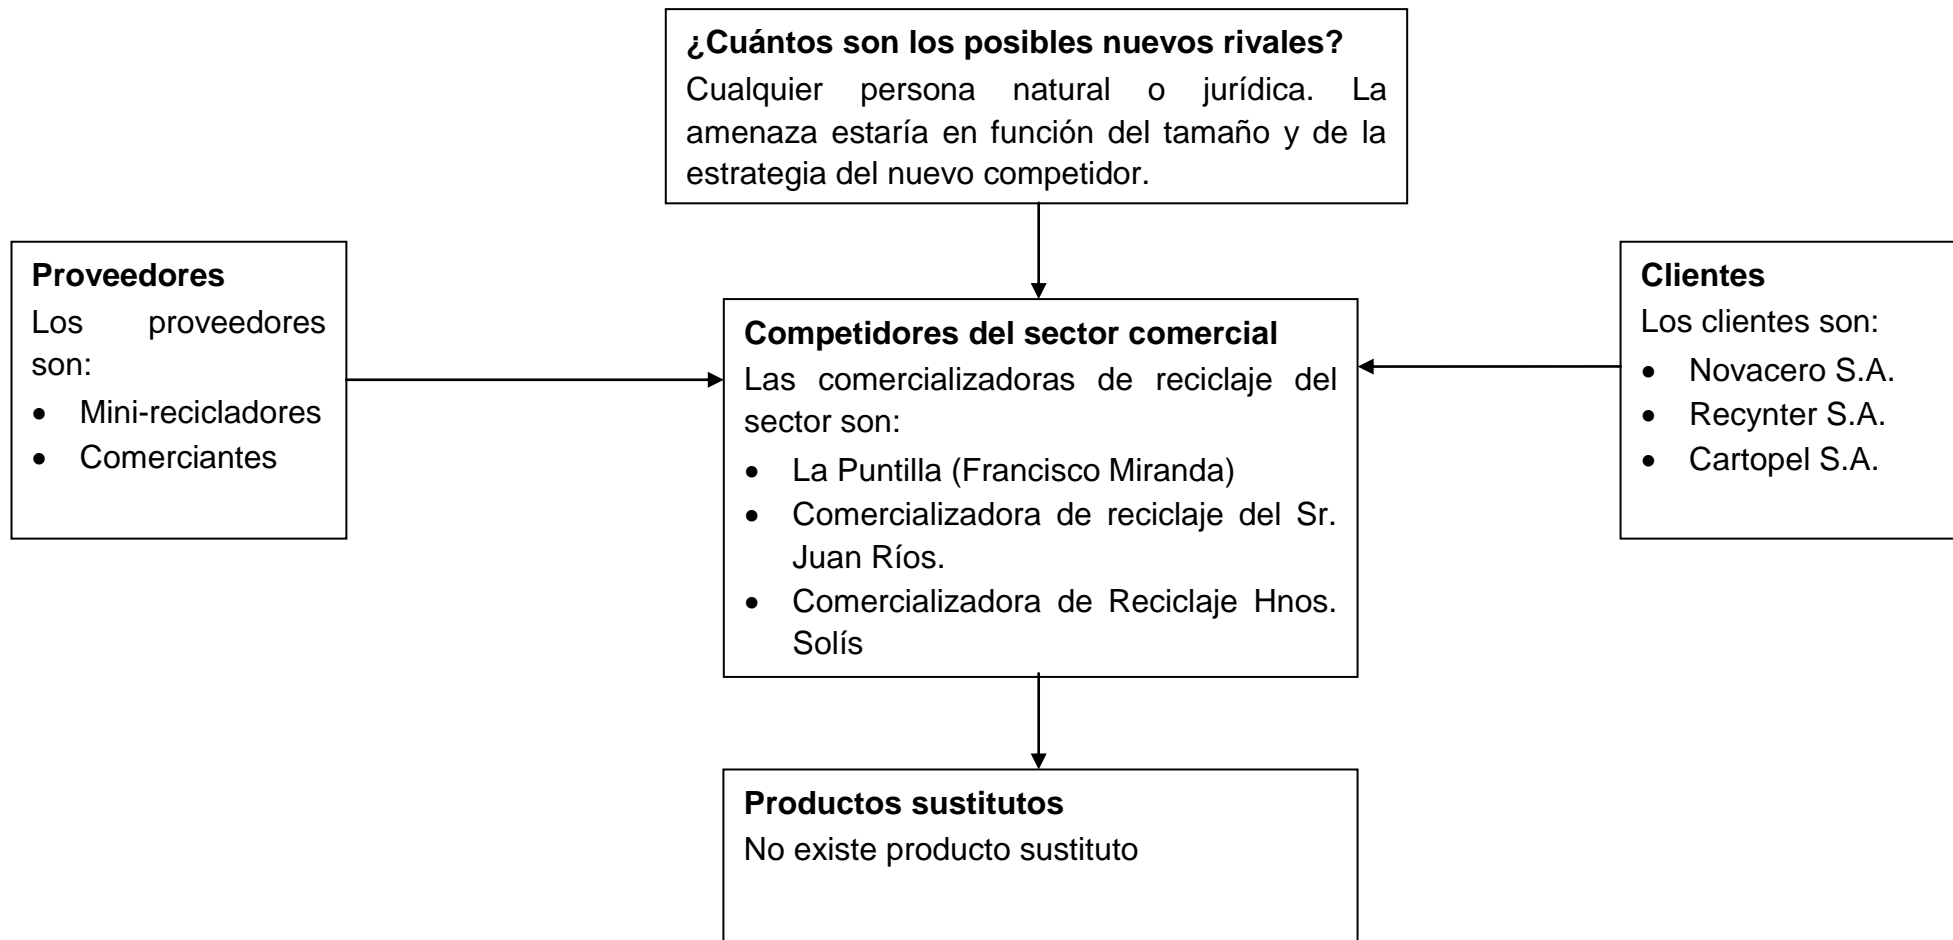 ¿Cuántos son los posibles nuevos rivales?
Cualquier persona natural o jurídica. La
amenaza estaría en función del tamaño y de la
estrategia del nuevo competidor.
Proveedores
Los proveedores
son:
• Mini-recicladores
• Comerciantes
Competidores del sector comercial
Las comercializadoras de reciclaje del
sector son:
• La Puntilla (Francisco Miranda)
• Comercializadora de reciclaje del Sr.
Juan Ríos.
• Comercializadora de Reciclaje Hnos.
Solís
Clientes
Los clientes son:
• Novacero S.A.
• Recynter S.A.
• Cartopel S.A.
Productos sustitutos
No existe producto sustituto